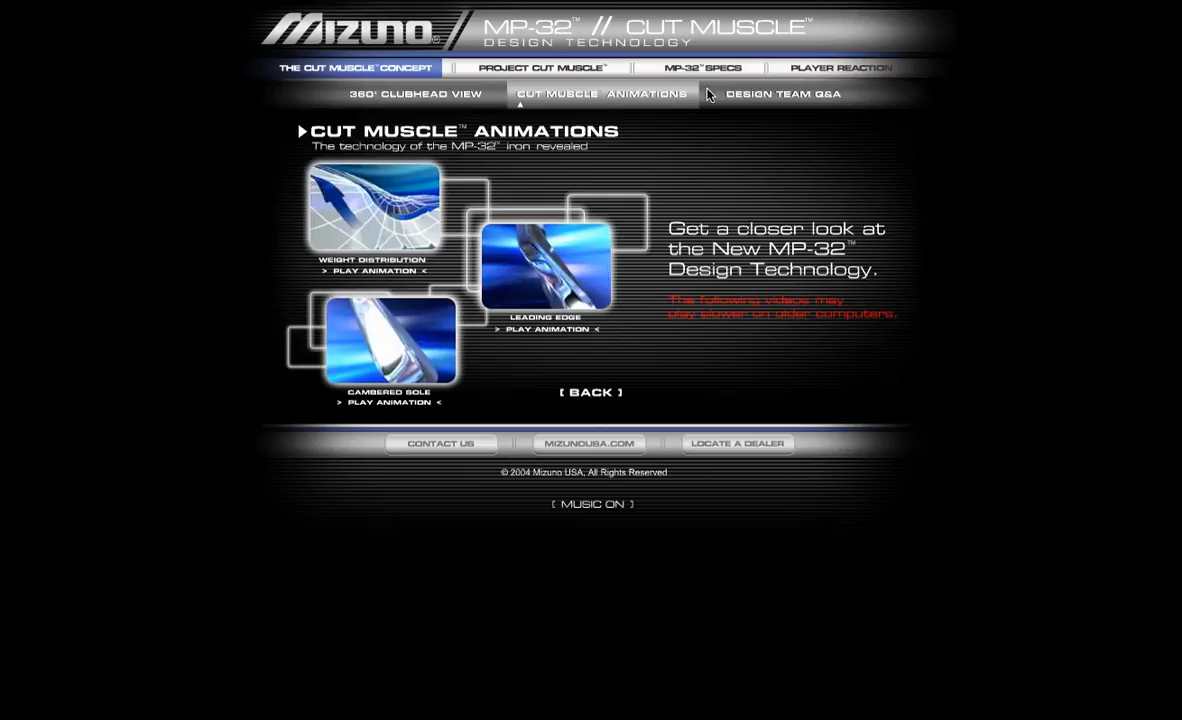 MIZUNO®
MP-32™ // CUT MUSCLE™
DESIGN TECHNOLOGY
THE CUT MUSCLE™ CONCEPT
PROJECT CUT MUSCLE™
MP-32™ SPECS
PLAYER REACTION
360° CLUBHEAD VIEW
CUT MUSCLE™ ANIMATIONS
DESIGN TEAM Q&A
CUT MUSCLE™ ANIMATIONS
The technology of the MP-32™ iron revealed
WEIGHT DISTRIBUTION
> PLAY ANIMATION <
LEADING EDGE
> PLAY ANIMATION <
CAMBERED SOLE
> PLAY ANIMATION <
Get a closer look at
the New MP-32™
Design Technology.
The following videos may
play slower on older computers.
[ BACK ]
CONTACT US
MIZUNOUSA.COM
LOCATE A DEALER
© 2004 Mizuno USA, All Rights Reserved
[ MUSIC ON ]